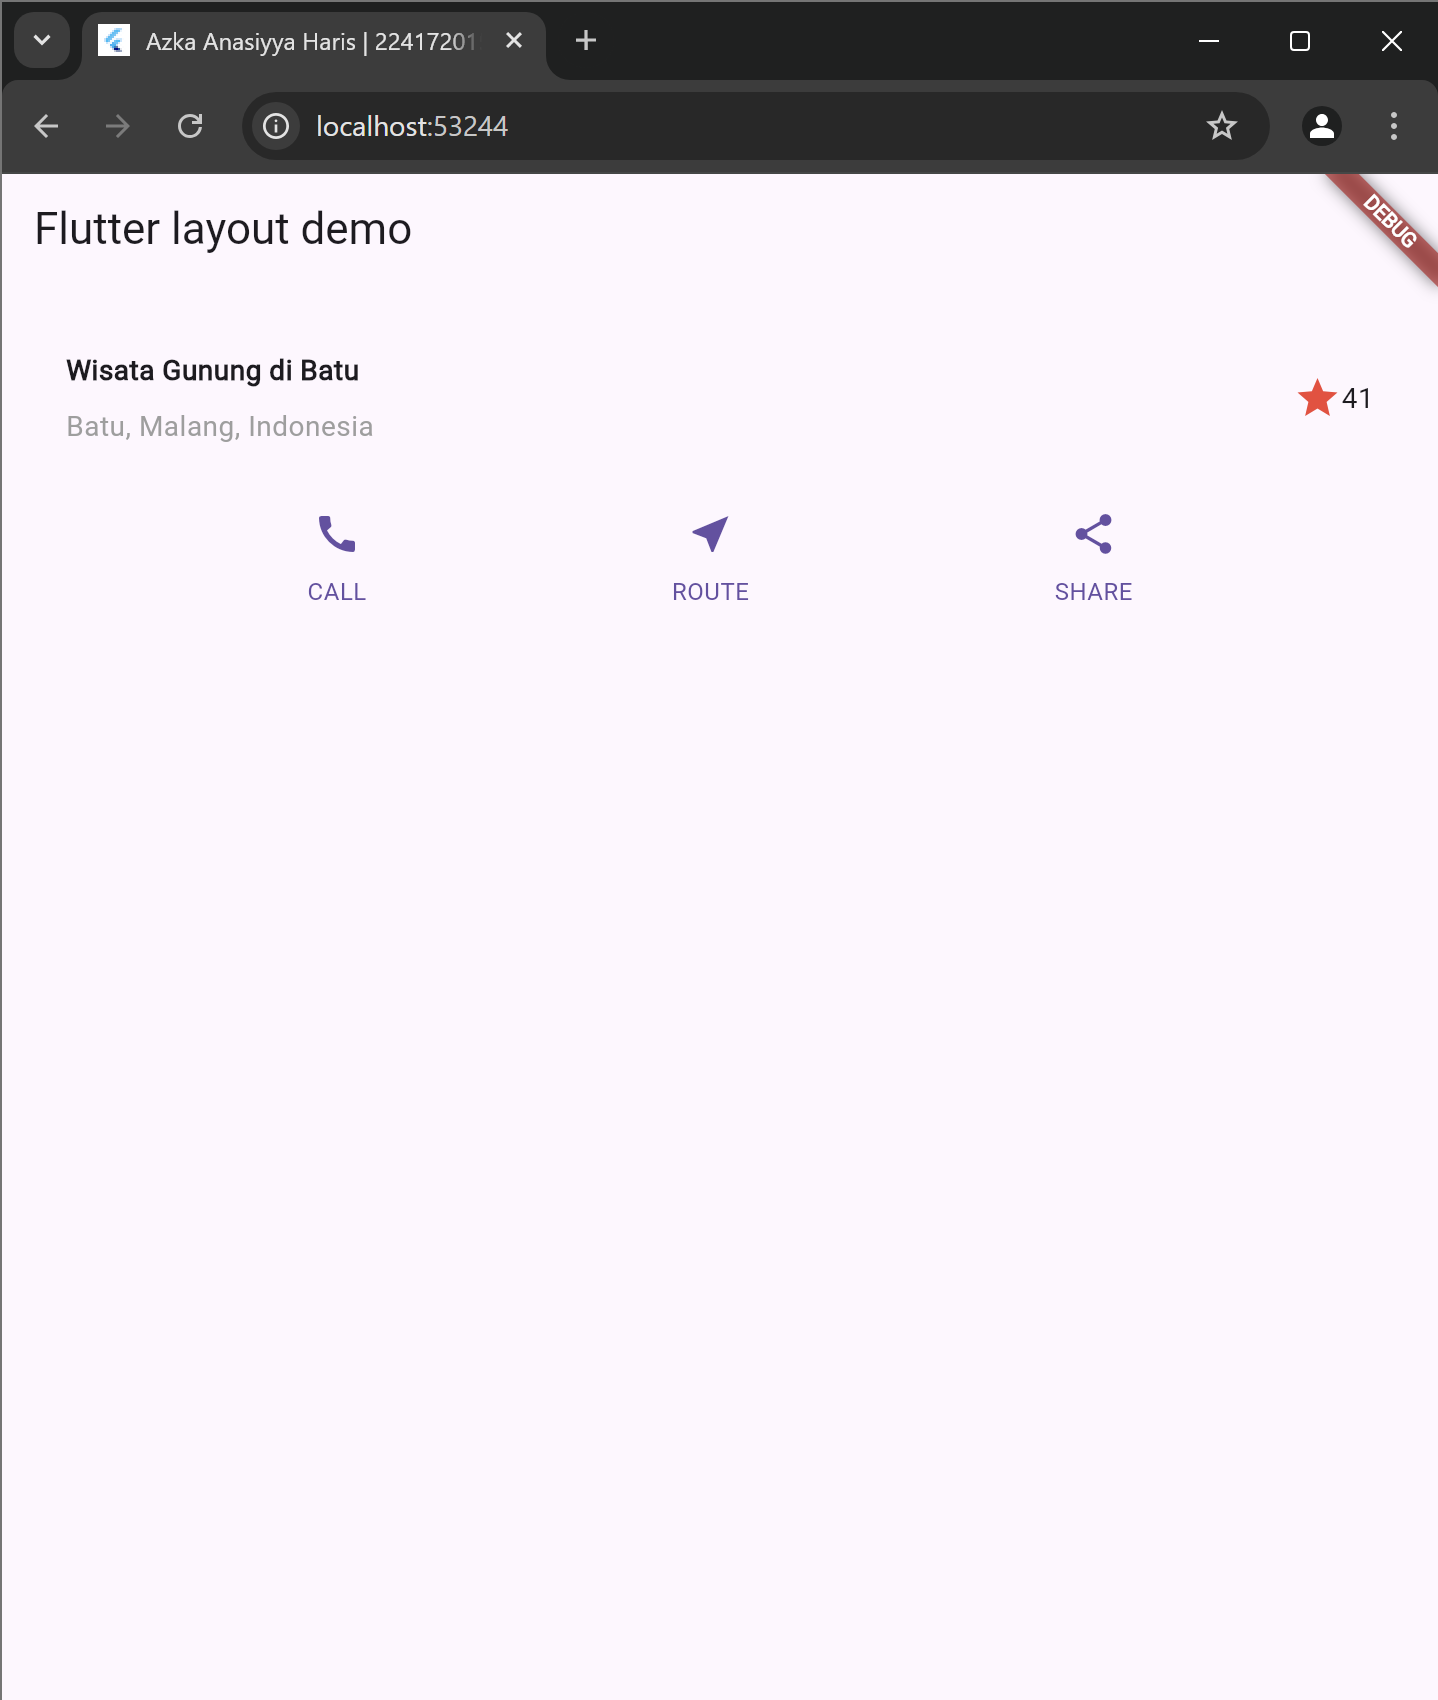 Azka Anasiyya Haris | 22417201
localhost:53244
Flutter layout demo
DEBUG
Wisata Gunung di Batu
Batu, Malang, Indonesia
41
CALL ROUTE SHARE